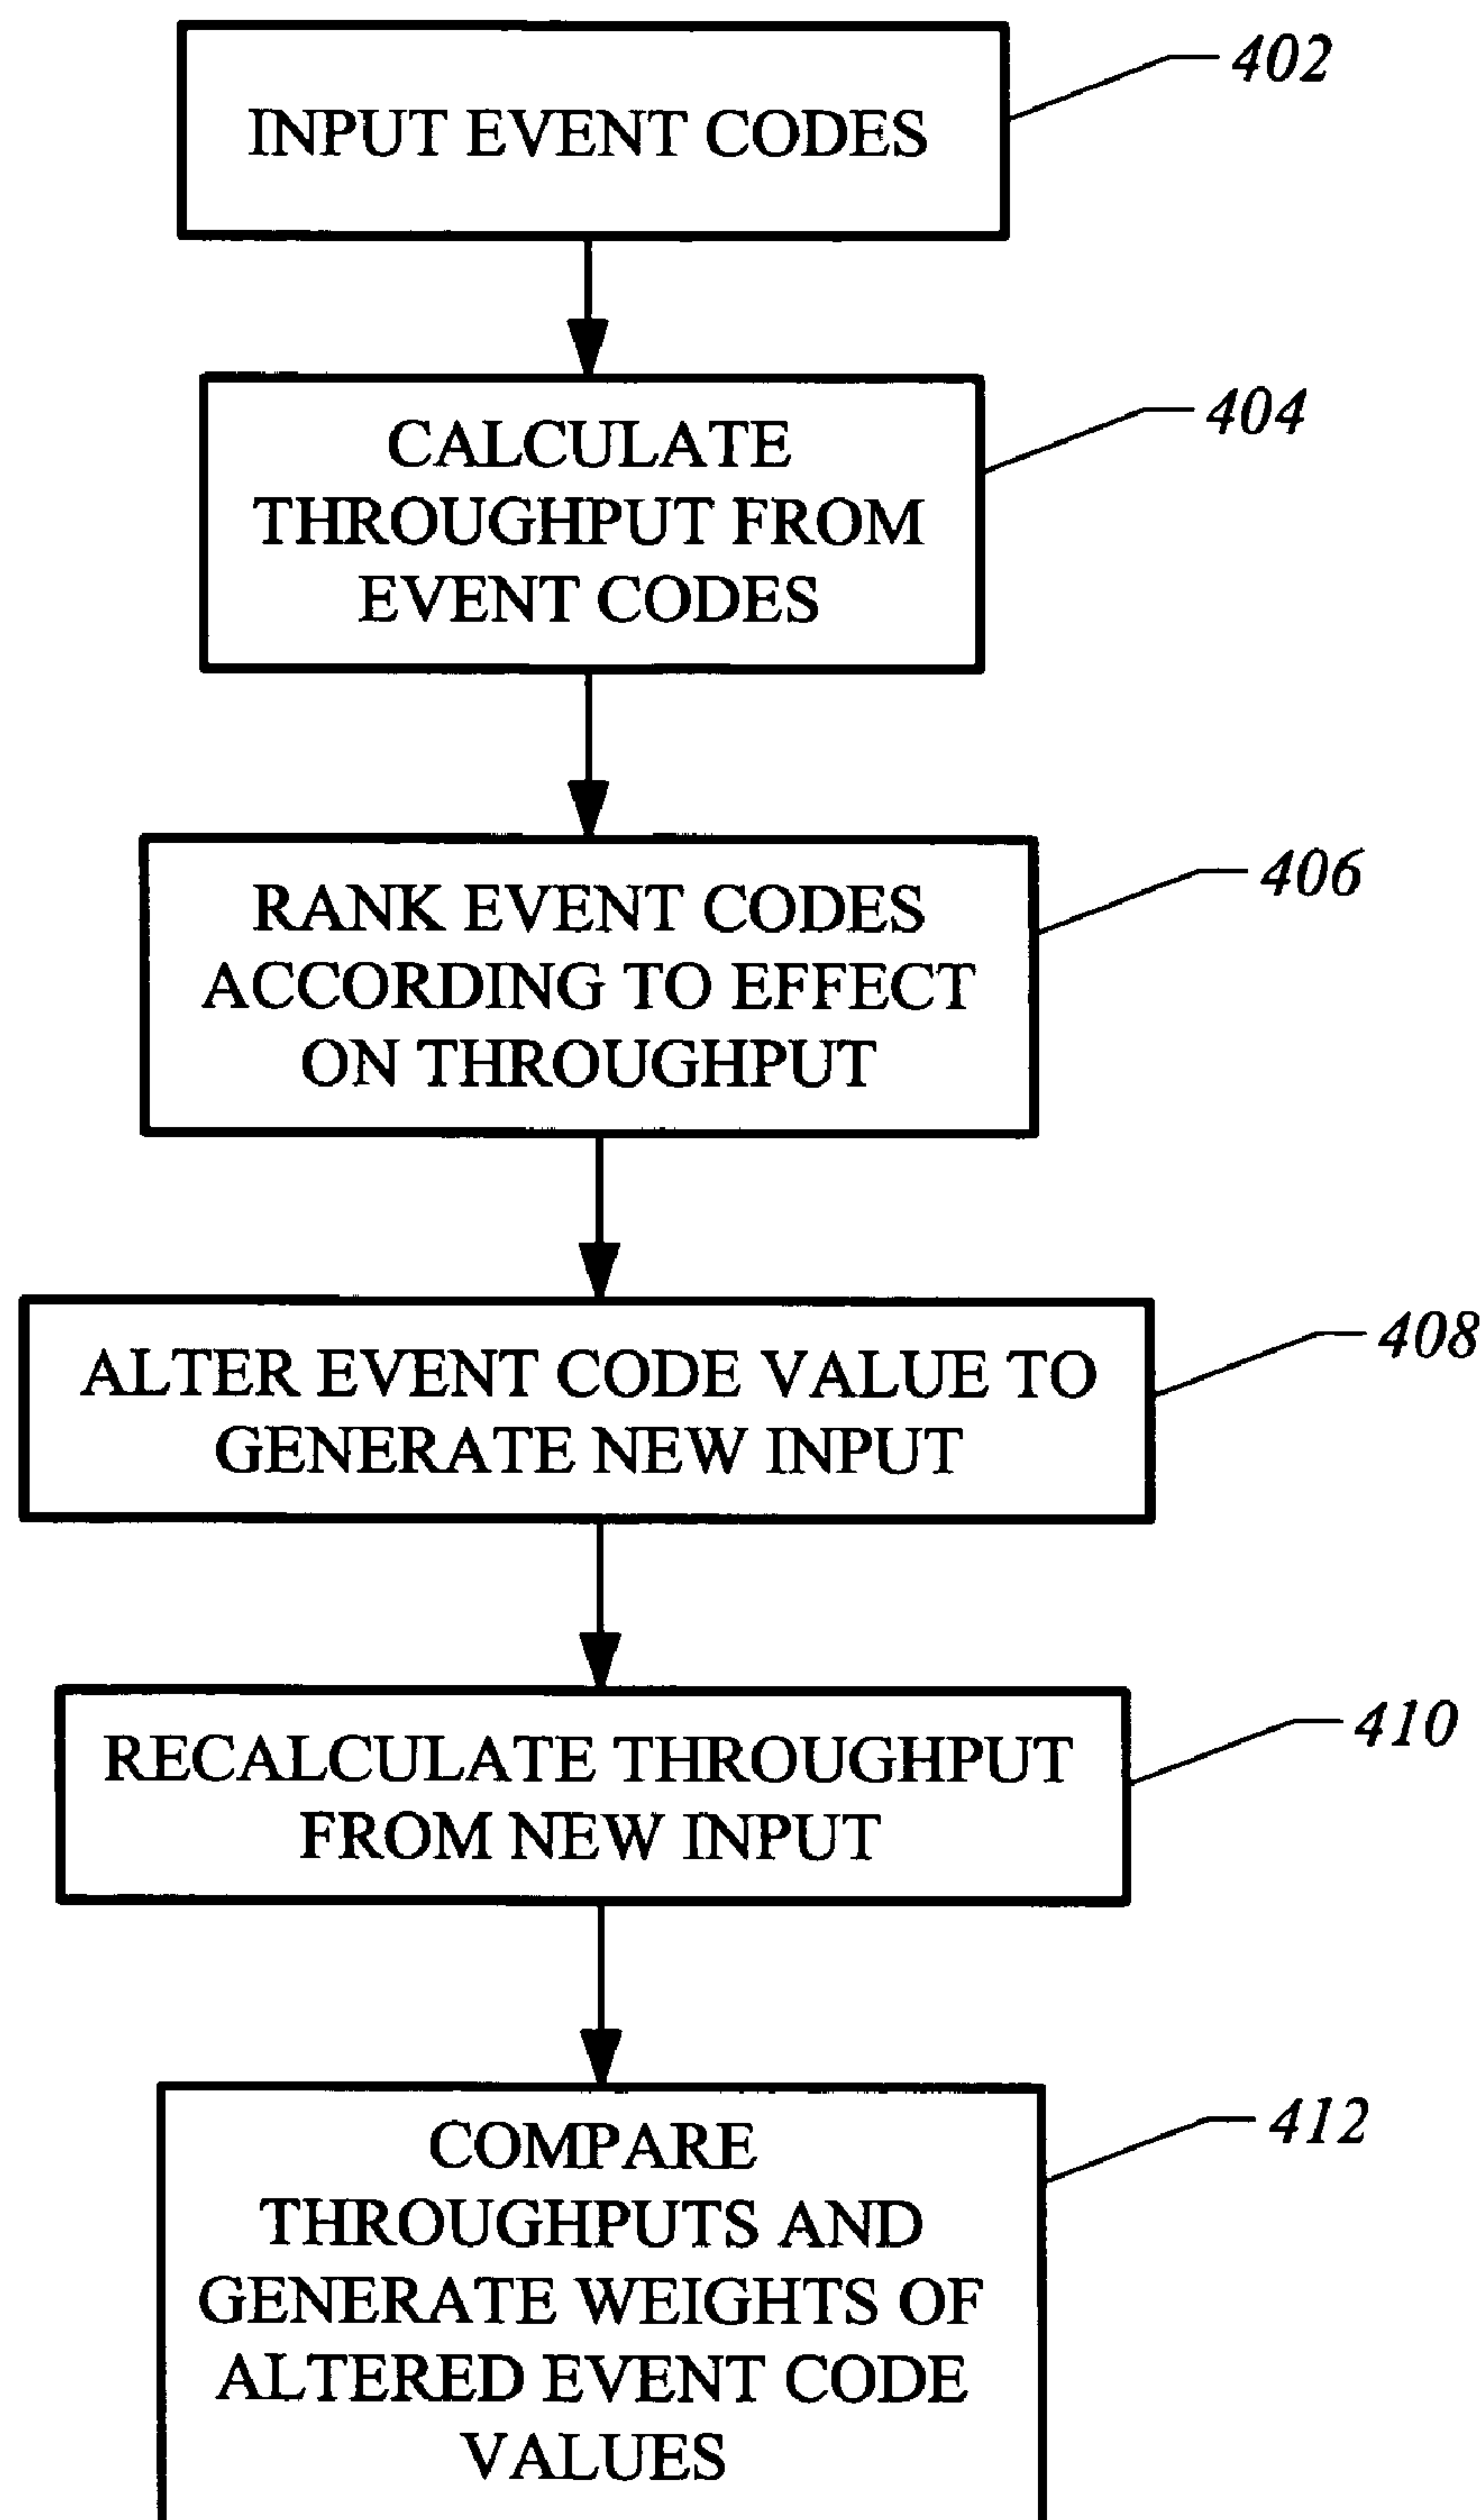 INPUT EVENT CODES
402
CALCULATE
THROUGHPUT FROM
EVENT CODES
404
RANK EVENT CODES
ACCORDING TO EFFECT
ON THROUGHPUT
406
ALTER EVENT CODE VALUE TO
GENERATE NEW INPUT
408
RECALCULATE THROUGHPUT
FROM NEW INPUT
410
COMPARE
THROUGHPUTS AND
GENERATE WEIGHTS OF
ALTERED EVENT CODE
VALUES
412